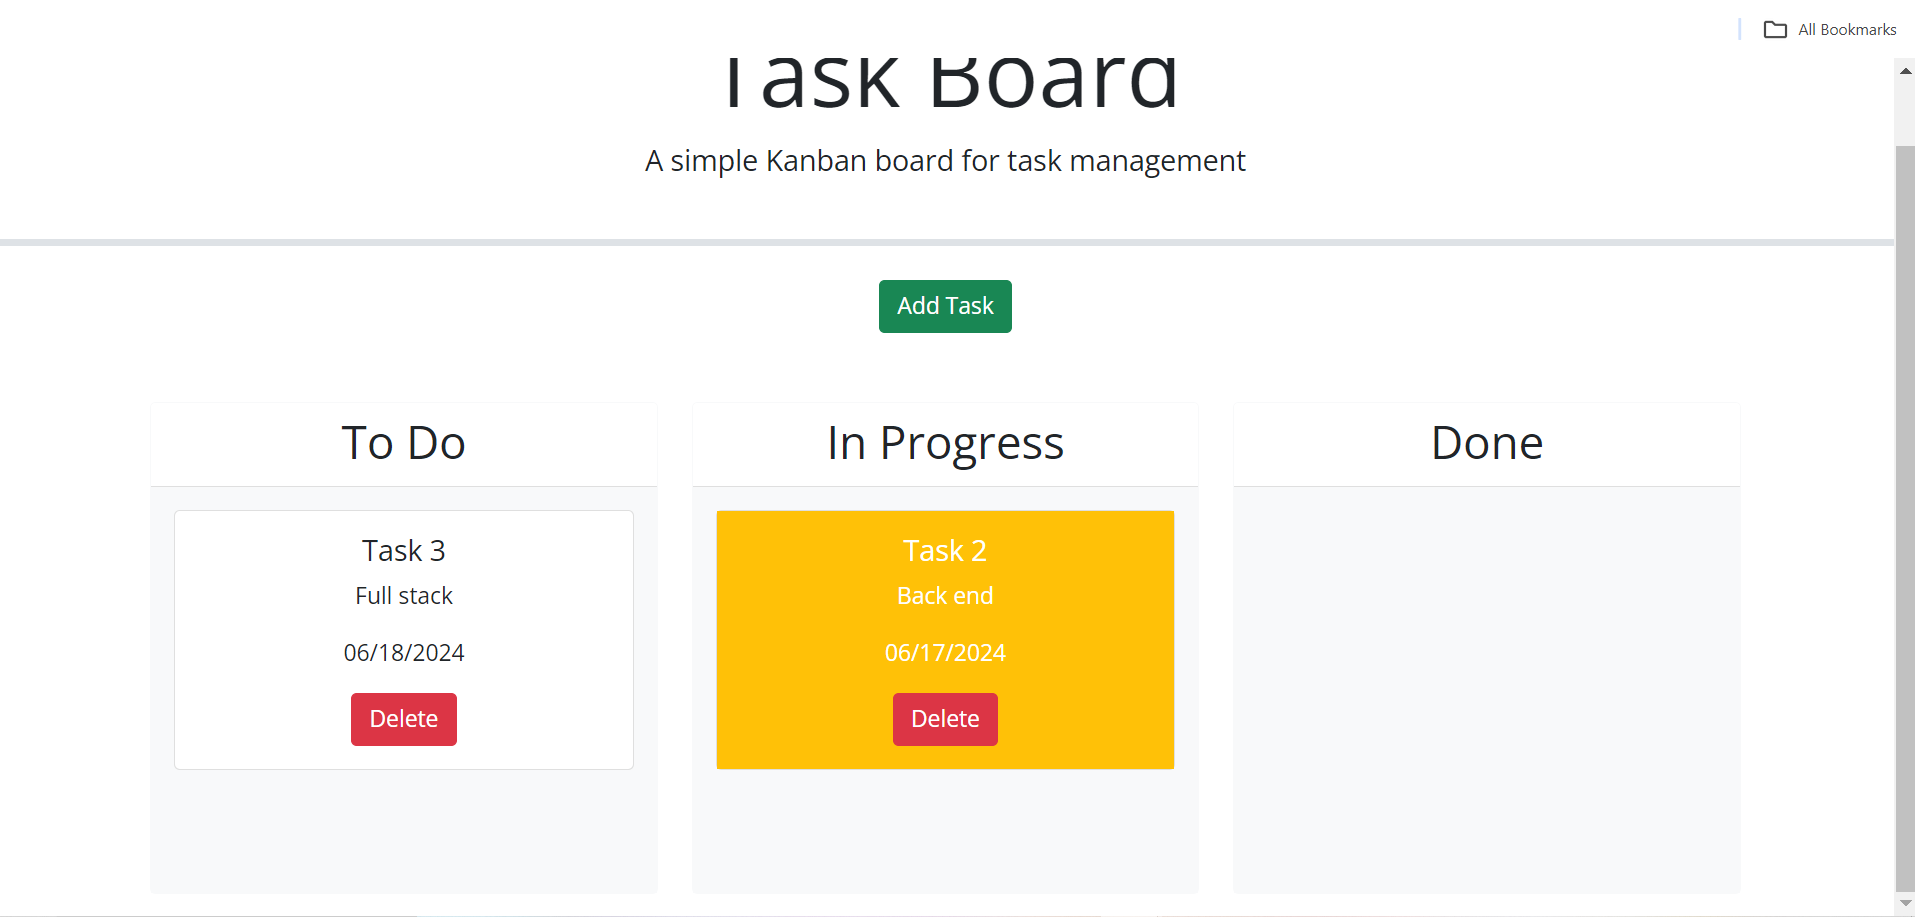 All Bookmarks
Task Board
A simple Kanban board for task management
Add Task
To Do
In Progress
Done
Task 3
Full stack
06/18/2024
Delete
Task 2
Back end
06/17/2024
Delete